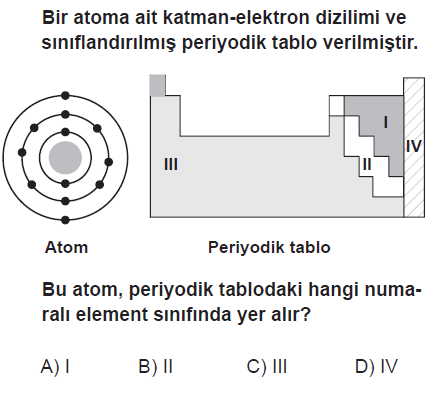 Bir atoma ait katman-elektron dizilimi ve
sınıflandırılmış periyodik tablo verilmiştir.
I
II
III
IV
Atom
Periyodik tablo
Bu atom, periyodik tablodaki hangi numa-
ralı element sınıfında yer alır?
A) I B) II C) III D) IV